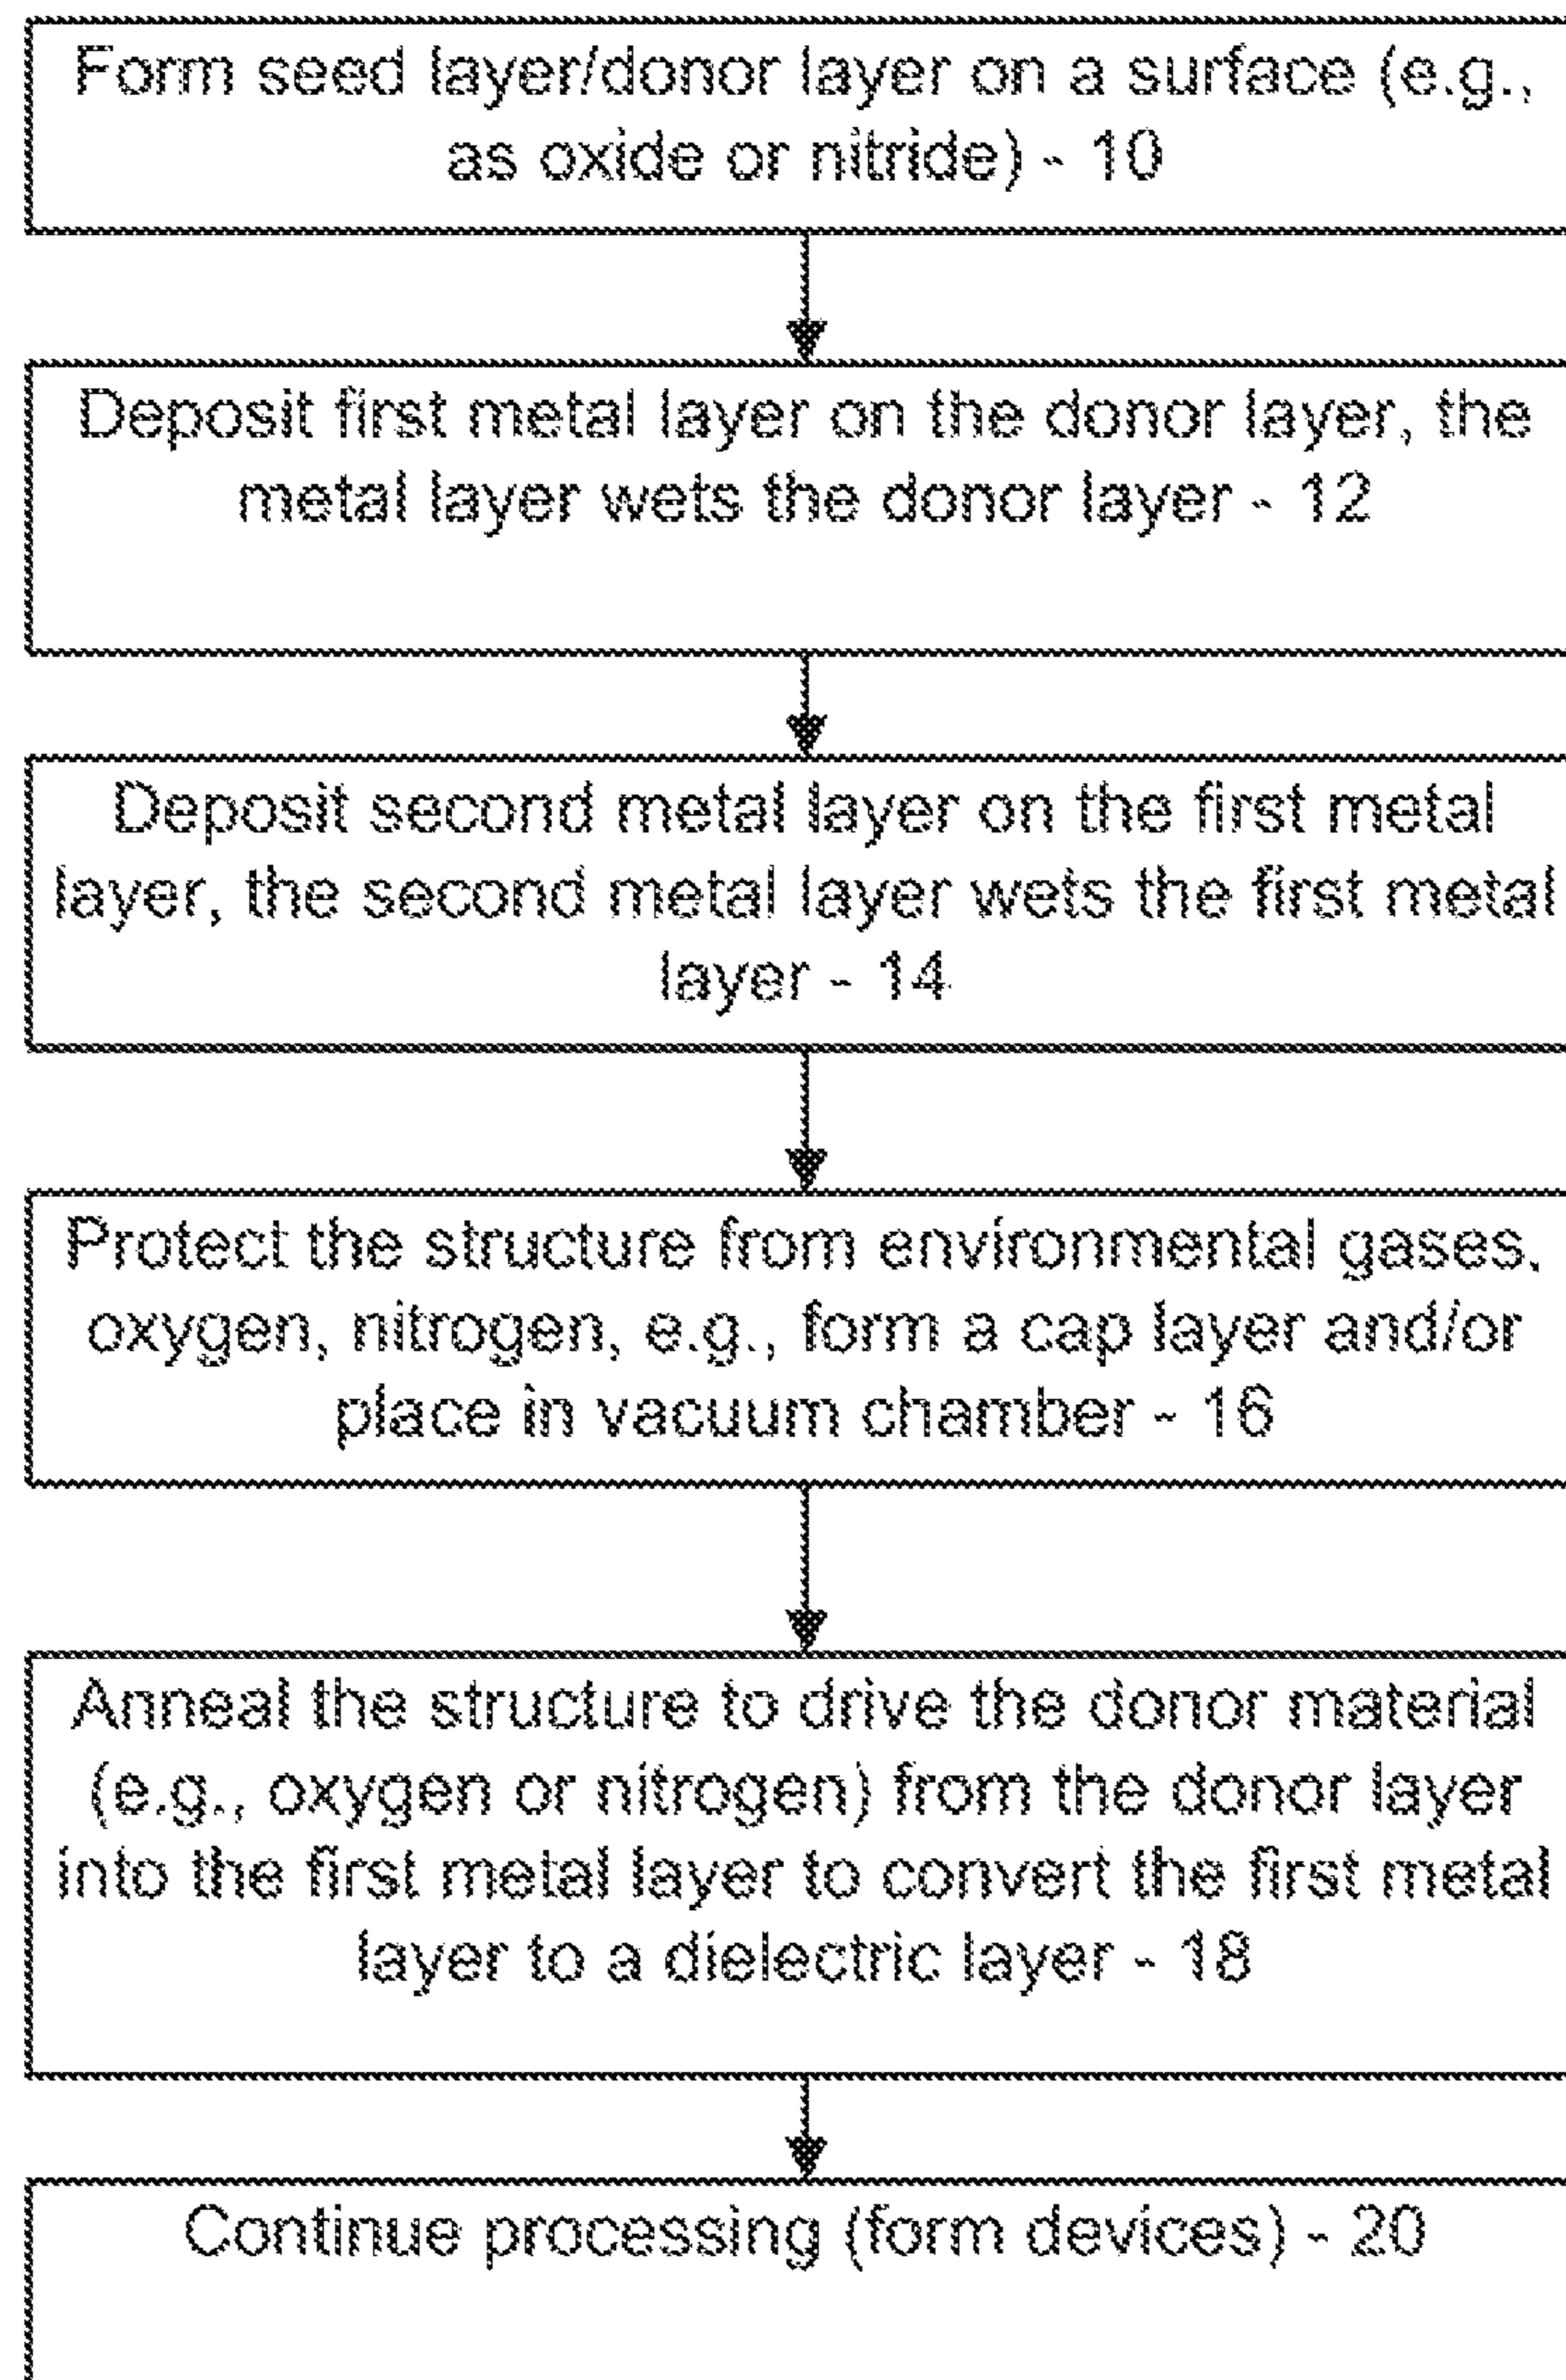 Form seed layer/donor layer on a surface (e.g.,
as oxide or nitride) - 10
Deposit first metal layer on the donor layer, the
metal layer wets the donor layer - 12
Deposit second metal layer on the first metal
layer, the second metal layer wets the first metal
layer - 14
Protect the structure from environmental gases,
oxygen, nitrogen, e.g., form a cap layer and/or
place in vacuum chamber - 16
Anneal the structure to drive the donor material
(e.g., oxygen or nitrogen) from the donor layer
into the first metal layer to convert the first metal
layer to a dielectric layer - 18
Continue processing (form devices) - 20